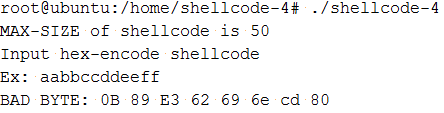 root@ubuntu:/home/shellcode-4# ./shellcode-4
MAX-SIZE of shellcode is 50
Input hex-encode shellcode
Ex: aabbccddeeff
BAD BYTE: 0B 89 E3 62 69 6e cd 80